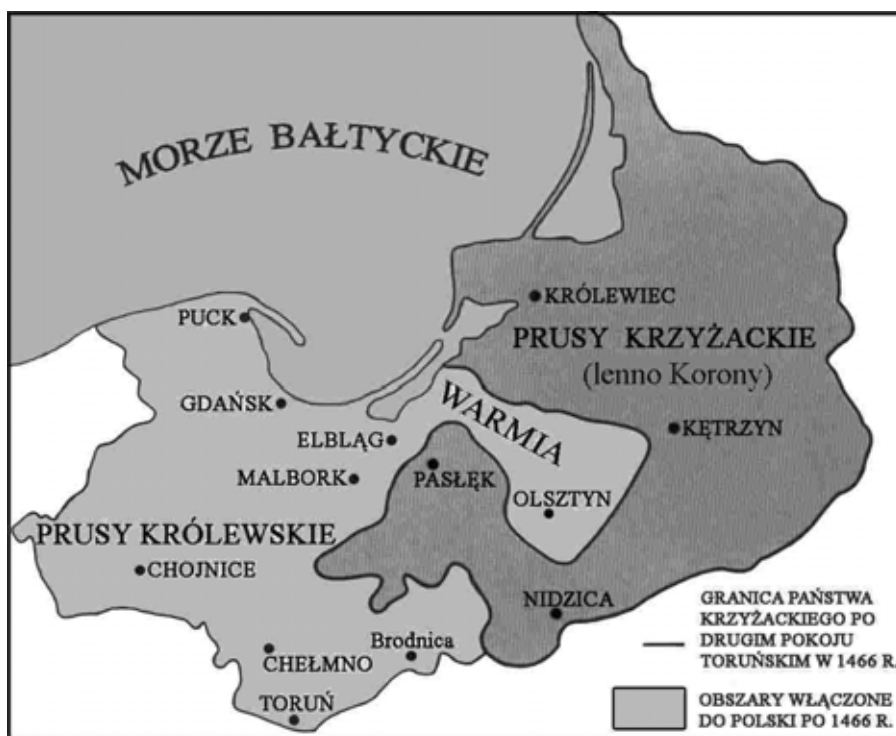 MORZE BAŁTYCKIE
PUCK
KRÓLEWIEC
PRUSY KRZYŻACKIE
(lenno Korony)
GDAŃSK
WARMIA
ELBLĄG
KĘTRZYN
MALBORK
PASŁĘK
OLSZTYN
PRUSY KRÓLEWSKIE
CHOJNICE
NIDZICA
Brodnica
CHEŁMNO
TORUŃ
GRANICA PAŃSTWA
KRZYŻACKIEGO PO
DRUGIM POKOJU
TORUŃSKIM W 1466 R.
OBSZARY WŁĄCZONE
DO POLSKI PO 1466 R.